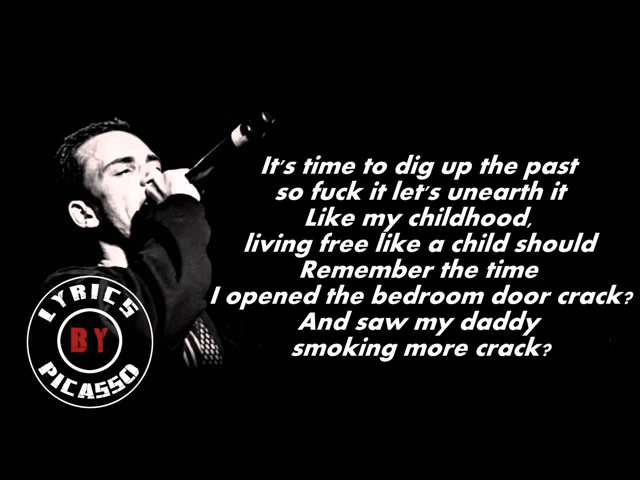 It's time to dig up the past
so fuck it let's unearth it
Like my childhood,
living free like a child should
Remember the time
I opened the bedroom door crack?
And saw my daddy
smoking more crack?
LYRICS
BY
PICASSO